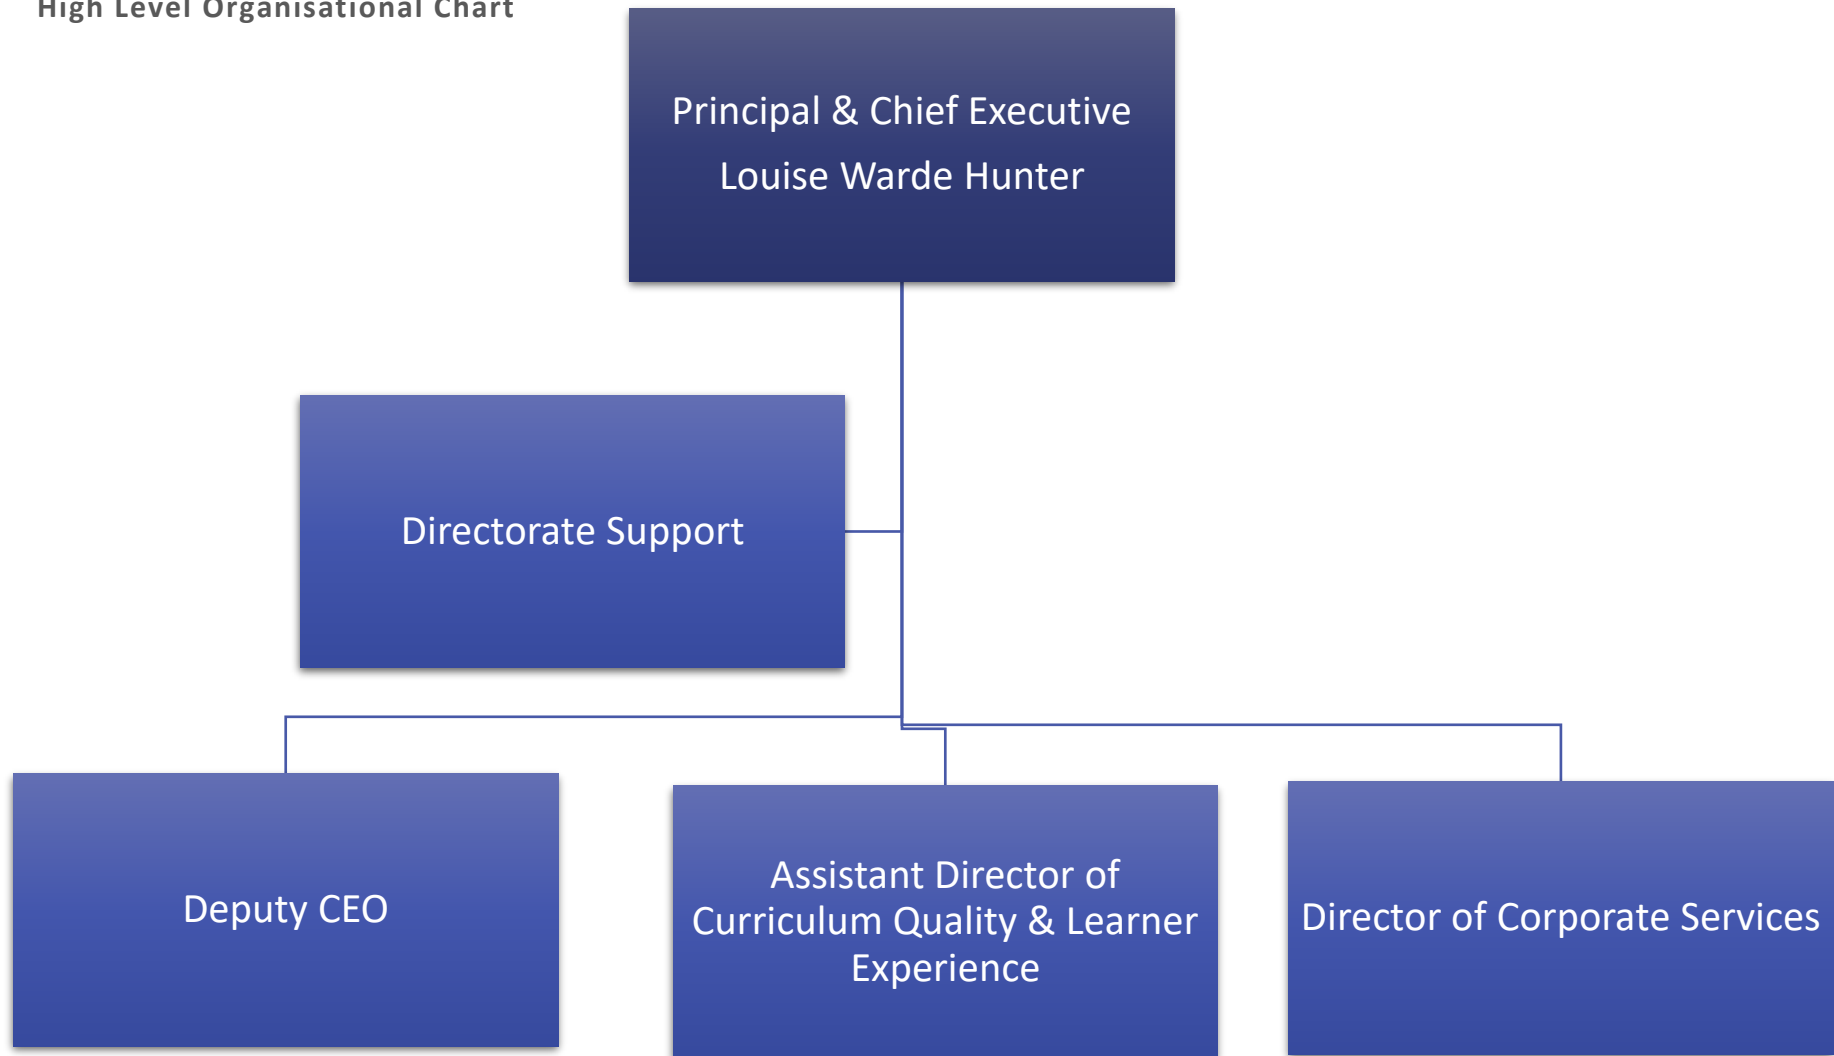 High Level Organisational Chart
Principal & Chief Executive
Louise Warde Hunter
Directorate Support
Deputy CEO
Assistant Director of
Curriculum Quality & Learner
Experience
Director of Corporate Services